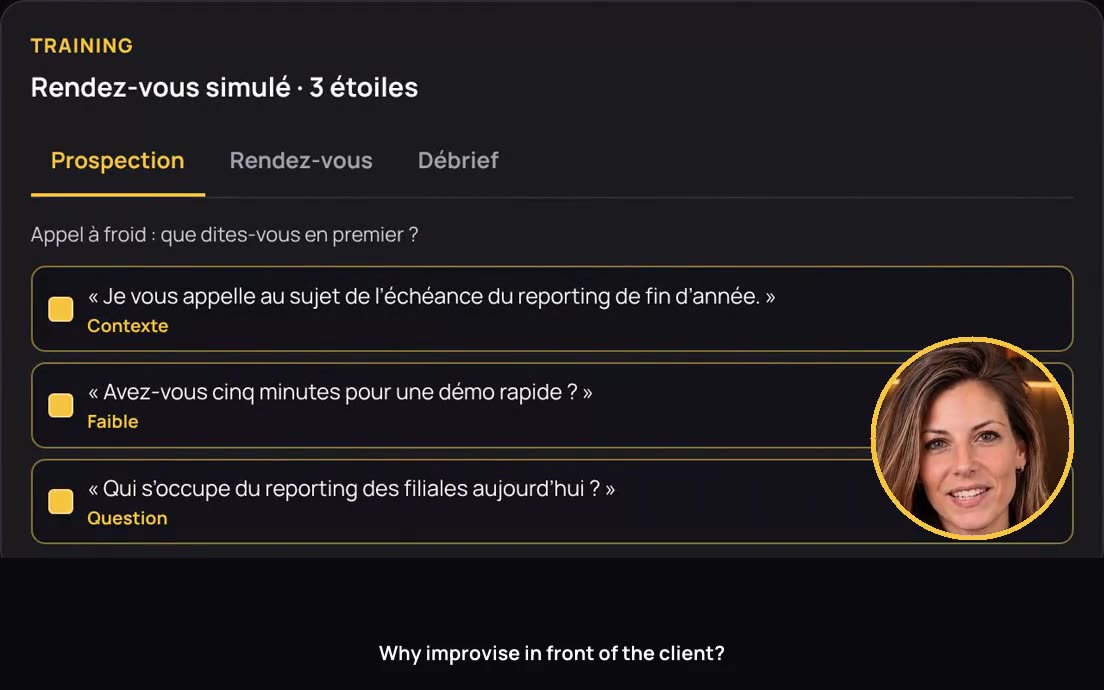 TRAINING
Rendez-vous simulé · 3 étoiles
Prospection Rendez-vous Débrief
Appel à froid : que dites-vous en premier ?
« Je vous appelle au sujet de l’échéance du reporting de fin d’année. »
Contexte
« Avez-vous cinq minutes pour une démo rapide ? »
Faible
« Qui s’occupe du reporting des filiales aujourd’hui ? »
Question
Why improvise in front of the client?